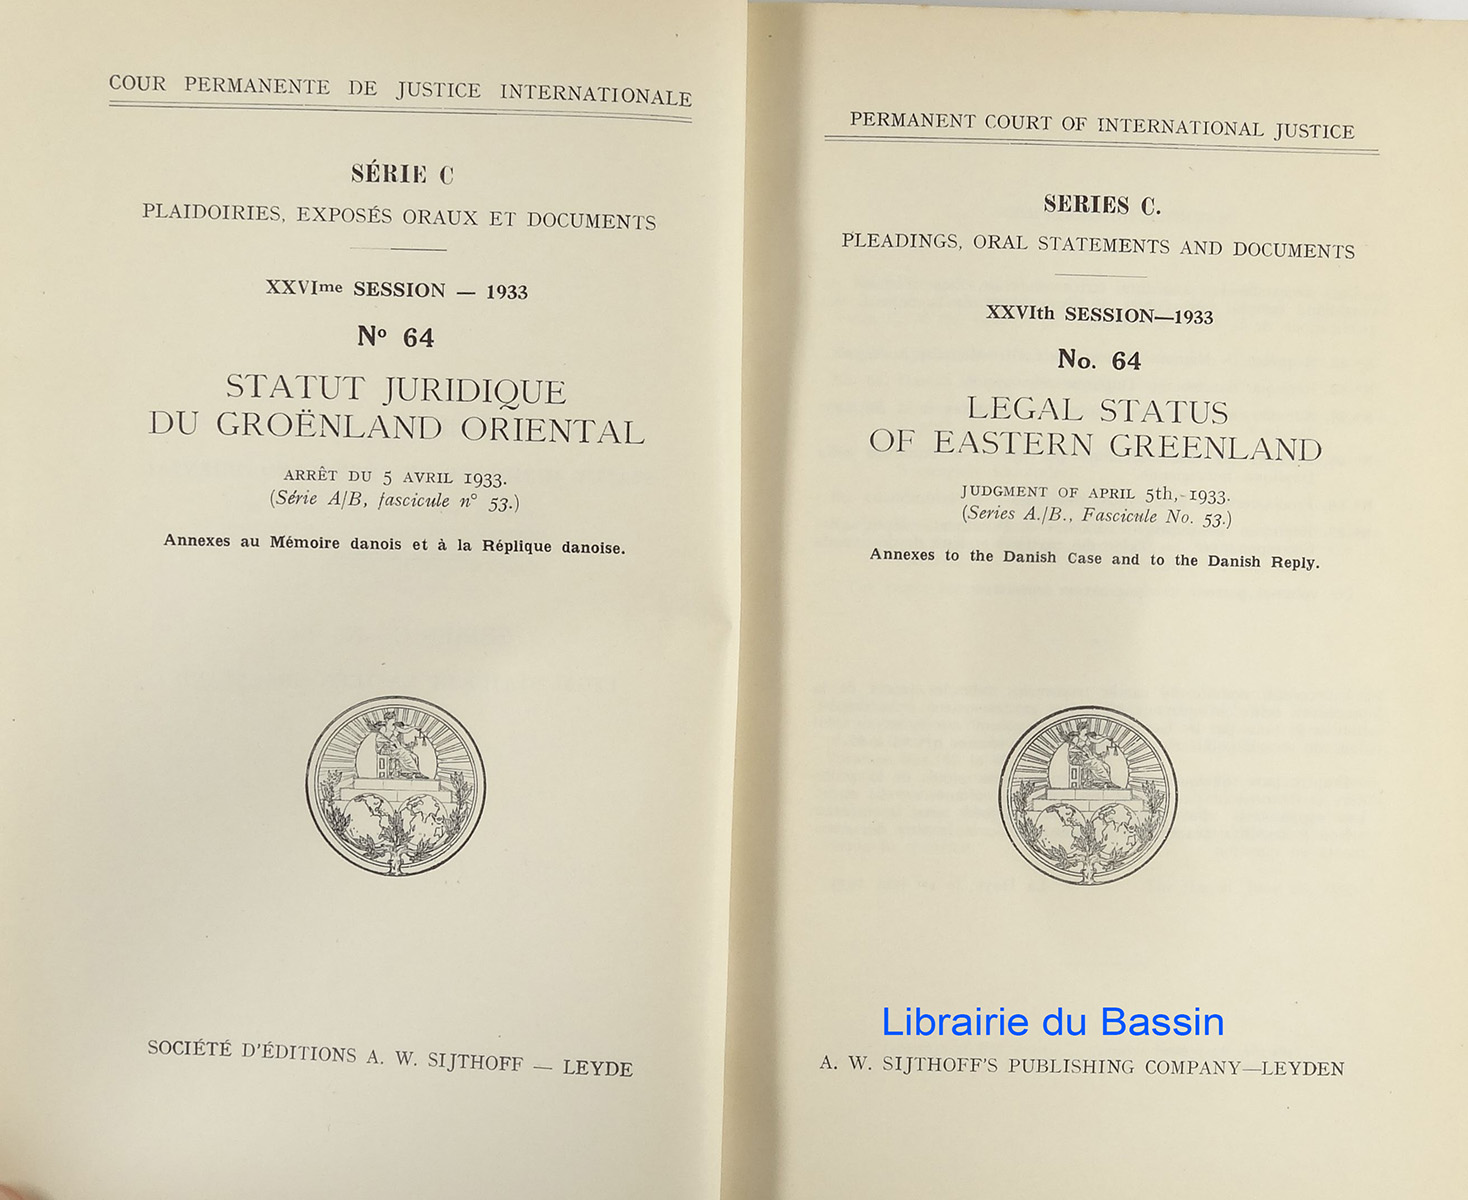 COUR PERMANENTE DE JUSTICE INTERNATIONALE
SÉRIE C
PLAIDOIRIES, EXPOSÉS ORAUX ET DOCUMENTS
XXVIme SESSION — 1933
Nº 64
STATUT JURIDIQUE
DU GROËNLAND ORIENTAL
ARRÊT DU 5 AVRIL 1933.
(Série A/B, fascicule n° 53.)
Annexes au Mémoire danois et à la Réplique danoise.
SOCIÉTÉ D'ÉDITIONS A. W. SIJTHOFF — LEYDE
PERMANENT COURT OF INTERNATIONAL JUSTICE
SERIES C.
PLEADINGS, ORAL STATEMENTS AND DOCUMENTS
XXVIth SESSION—1933
No. 64
LEGAL STATUS
OF EASTERN GREENLAND
JUDGMENT OF APRIL 5th, 1933.
(Series A./B., Fascicule No. 53.)
Annexes to the Danish Case and to the Danish Reply.
Librairie du Bassin
A. W. SIJTHOFF'S PUBLISHING COMPANY—LEYDEN